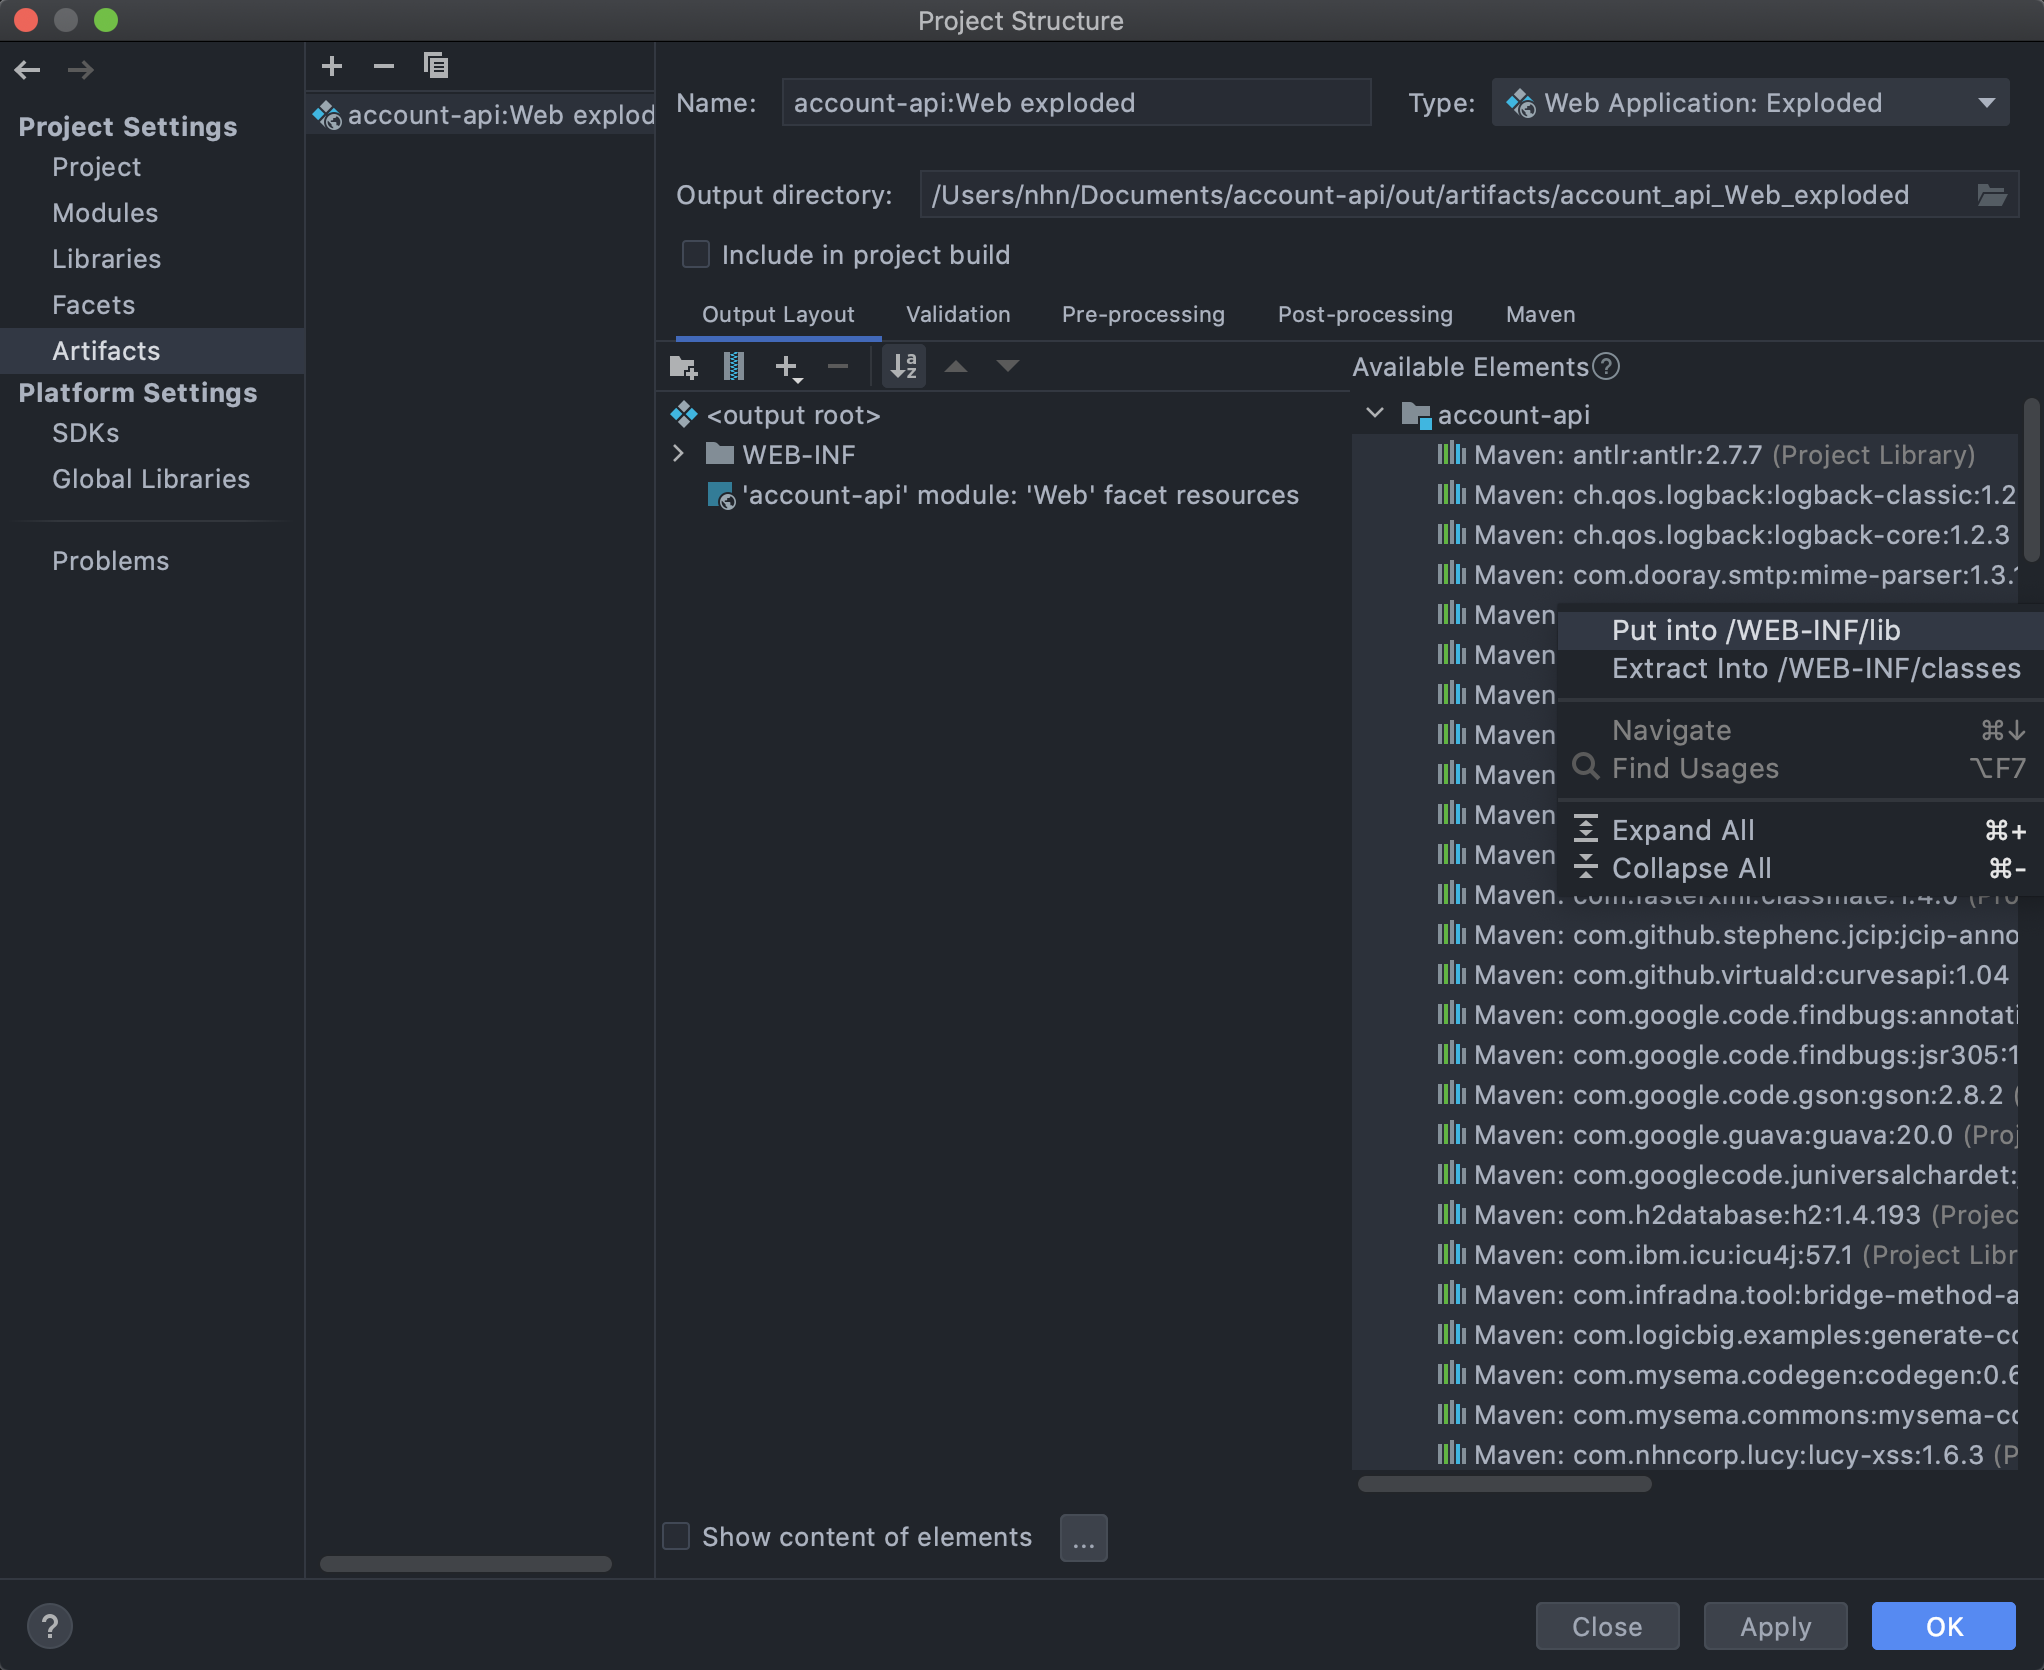 Project Structure
Project Settings
Project
Modules
Libraries
Facets
Artifacts
Platform Settings
SDKs
Global Libraries
Problems
account-api:Web explod
Name: account-api:Web exploded
Type: Web Application: Exploded
Output directory: /Users/nhn/Documents/account-api/out/artifacts/account_api_Web_exploded
Include in project build
Output Layout Validation Pre-processing Post-processing Maven
<output root>
WEB-INF
'account-api' module: 'Web' facet resources
Available Elements ?
account-api
Maven: antlr:antlr:2.7.7 (Project Library)
Maven: ch.qos.logback:logback-classic:1.2
Maven: ch.qos.logback:logback-core:1.2.3
Maven: com.dooray.smtp:mime-parser:1.3.
Maven
Maven
Maven
Maven
Maven
Maven
Maven
Maven: com.fasterxml:classmate:1.4.0 (Pro
Maven: com.github.stephenc.jcip:jcip-anno
Maven: com.github.virtuald:curvesapi:1.04
Maven: com.google.code.findbugs:annotati
Maven: com.google.code.findbugs:jsr305:1
Maven: com.google.code.gson:gson:2.8.2 (
Maven: com.google.guava:guava:20.0 (Proj
Maven: com.googlecode.juniversalchardet:
Maven: com.h2database:h2:1.4.193 (Projec
Maven: com.ibm.icu:icu4j:57.1 (Project Libr
Maven: com.infradna.tool:bridge-method-a
Maven: com.logicbig.examples:generate-co
Maven: com.mysema.codegen:codegen:0.6
Maven: com.mysema.commons:mysema-co
Maven: com.nhncorp.lucy:lucy-xss:1.6.3 (P
Put into /WEB-INF/lib
Extract Into /WEB-INF/classes
Navigate ⌘↓
Find Usages ⌥F7
Expand All ⌘+
Collapse All ⌘-
Show content of elements ...
? Close Apply OK